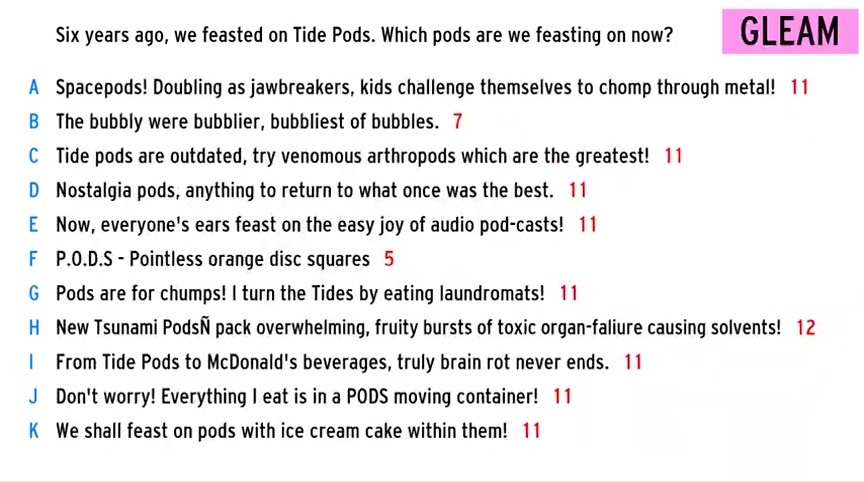 Six years ago, we feasted on Tide Pods. Which pods are we feasting on now?
GLEAM
A Spacepods! Doubling as jawbreakers, kids challenge themselves to chomp through metal! 11
B The bubbly were bubblier, bubbliest of bubbles. 7
C Tide pods are outdated, try venomous arthropods which are the greatest! 11
D Nostalgia pods, anything to return to what once was the best. 11
E Now, everyone's ears feast on the easy joy of audio pod-casts! 11
F P.O.D.S - Pointless orange disc squares 5
G Pods are for chumps! I turn the Tides by eating laundromats! 11
H New Tsunami PodsÑ pack overwhelming, fruity bursts of toxic organ-faliure causing solvents! 12
I From Tide Pods to McDonald's beverages, truly brain rot never ends. 11
J Don't worry! Everything I eat is in a PODS moving container! 11
K We shall feast on pods with ice cream cake within them! 11